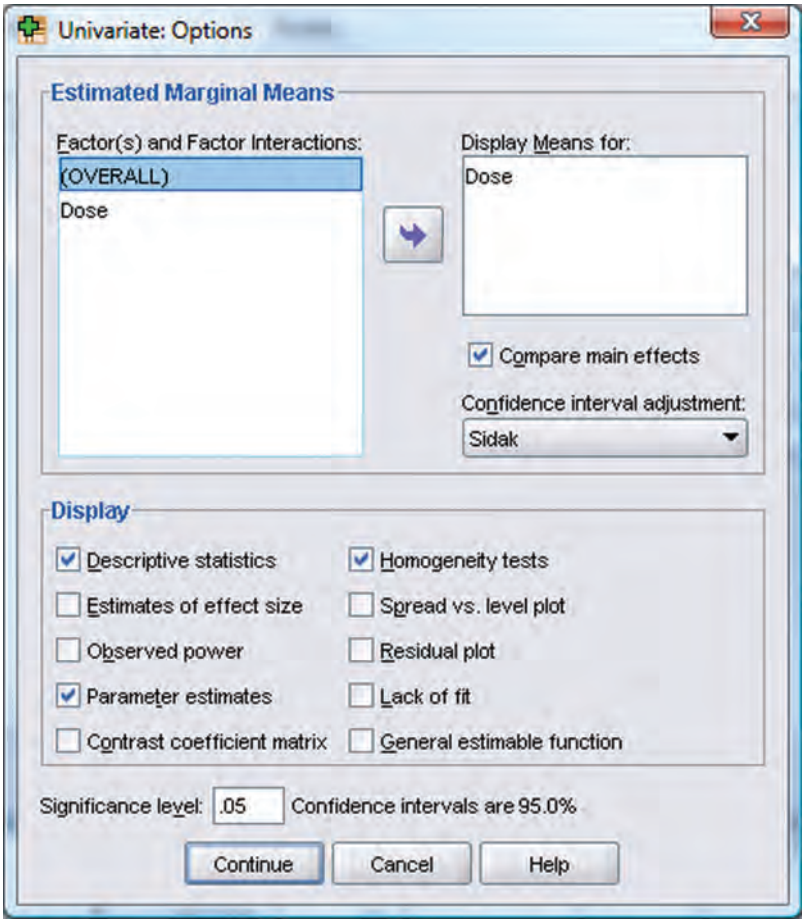 Univariate: Options
Estimated Marginal Means
Factor(s) and Factor Interactions:
(OVERALL)
Dose
Display Means for:
Dose
Compare main effects
Confidence interval adjustment:
Sidak
Display
Descriptive statistics
Homogeneity tests
Estimates of effect size
Spread vs. level plot
Observed power
Residual plot
Parameter estimates
Lack of fit
Contrast coefficient matrix
General estimable function
Significance level: .05 Confidence intervals are 95.0%
Continue Cancel Help